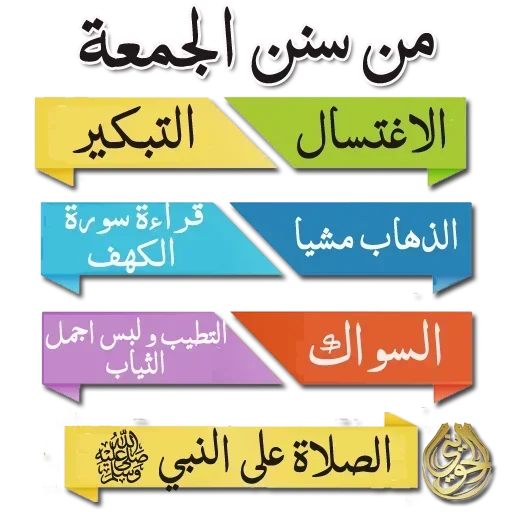 من سنن الجمعة
الاغتسال
التبكير
الذهاب مشيا
قراءة سورة
الكهف
السواك
التطيب و لبس اجمل
الثياب
الصلاة على النبي ﷺ